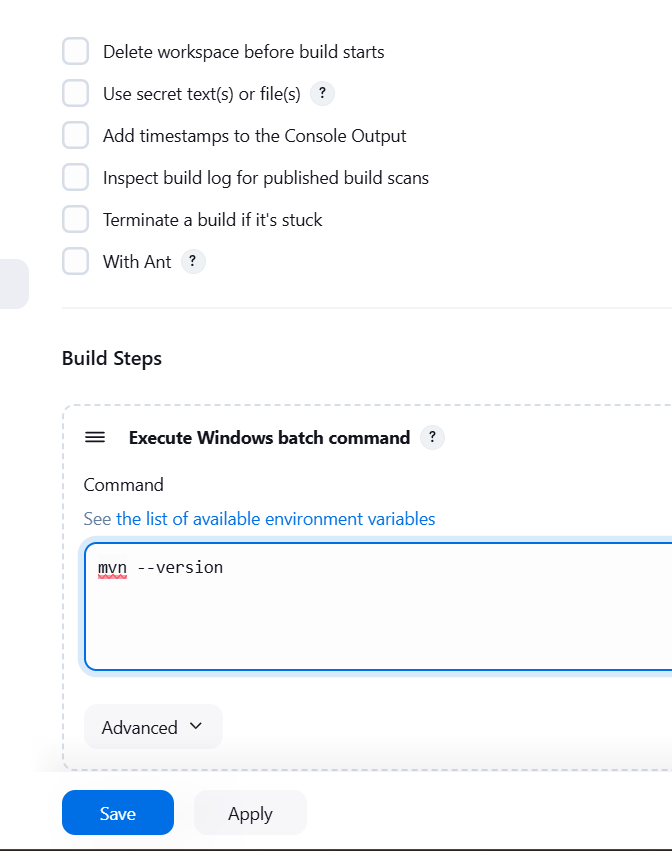 Delete workspace before build starts
Use secret text(s) or file(s) ?
Add timestamps to the Console Output
Inspect build log for published build scans
Terminate a build if it's stuck
With Ant ?
Build Steps
Execute Windows batch command ?
Command
See the list of available environment variables
mvn --version
Advanced
Save Apply